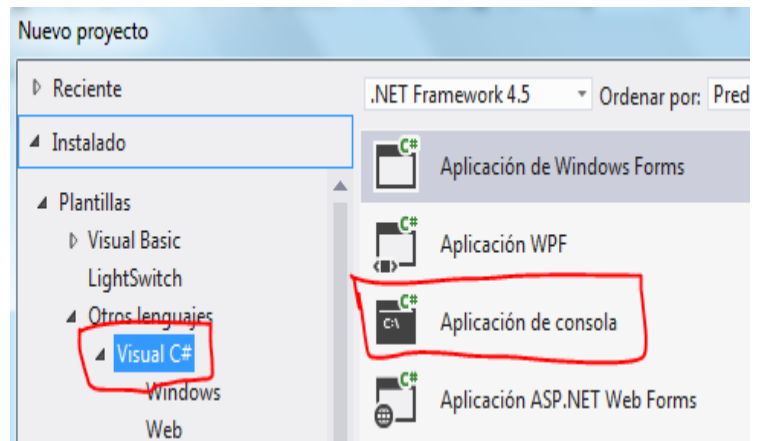 Nuevo proyecto
Reciente
Instalado
Plantillas
Visual Basic
LightSwitch
Otros lenguajes
Visual C#
Windows
Web
.NET Framework 4.5
Ordenar por: Pred
C#
Aplicación de Windows Forms
C#
Aplicación WPF
C#
C:\
Aplicación de consola
C#
Aplicación ASP.NET Web Forms